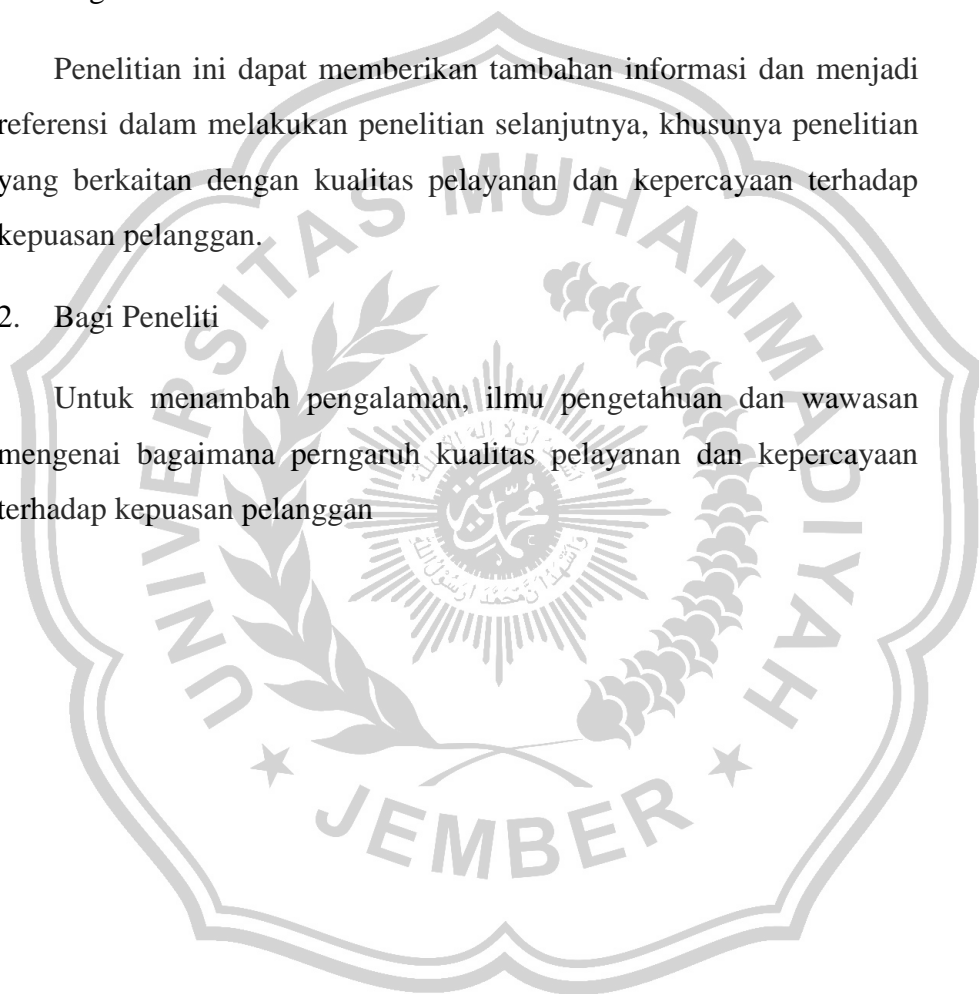 Penelitian ini dapat memberikan tambahan informasi dan menjadi
referensi dalam melakukan penelitian selanjutnya, khusunya penelitian
yang berkaitan dengan kualitas pelayanan dan kepercayaan terhadap
kepuasan pelanggan.
2. Bagi Peneliti
Untuk menambah pengalaman, ilmu pengetahuan dan wawasan
mengenai bagaimana perngaruh kualitas pelayanan dan kepercayaan
terhadap kepuasan pelanggan
UNIVERSITAS MUHAMMADIYAH
JEMBER